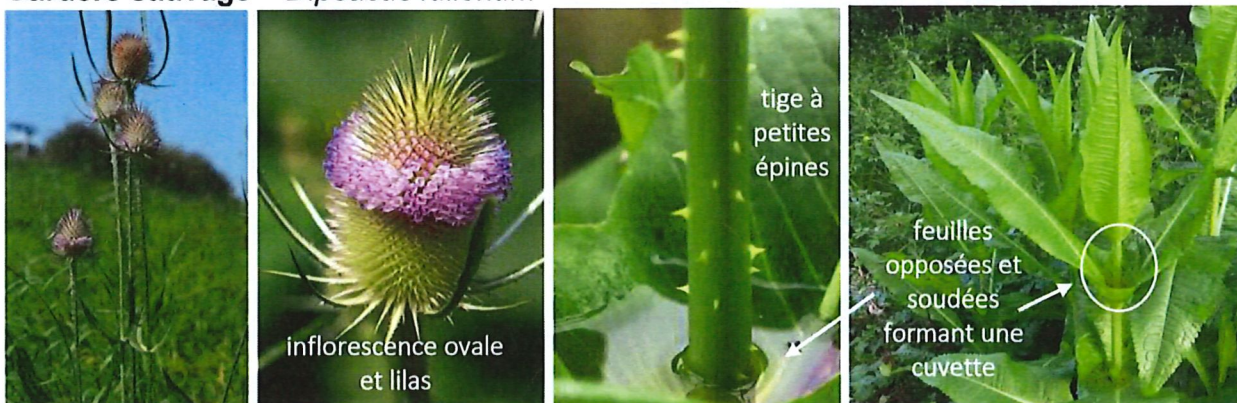 inflorescence ovale
et lilas
tige à
petites
épines
feuilles
opposées et
soudées
formant une
cuvette